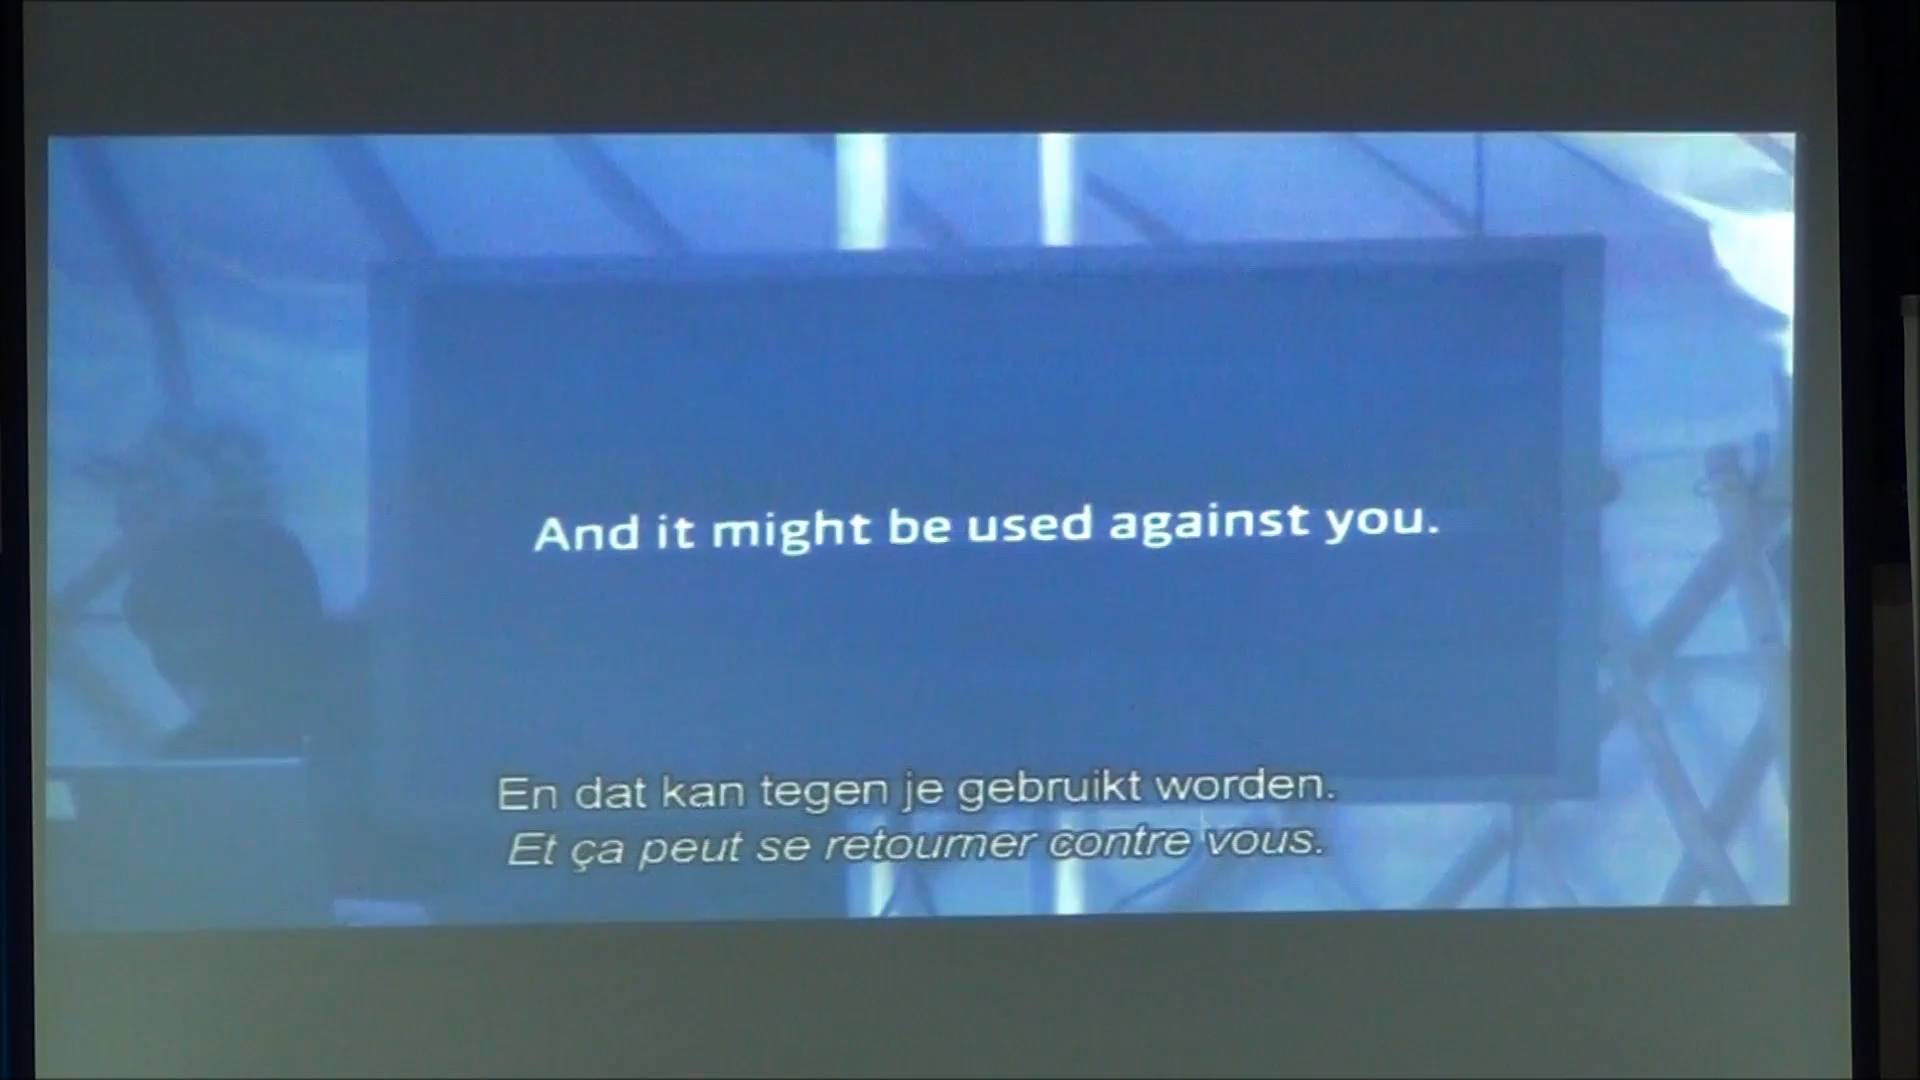 And it might be used against you.
En dat kan tegen je gebruikt worden.
Et ça peut se retourner contre vous.